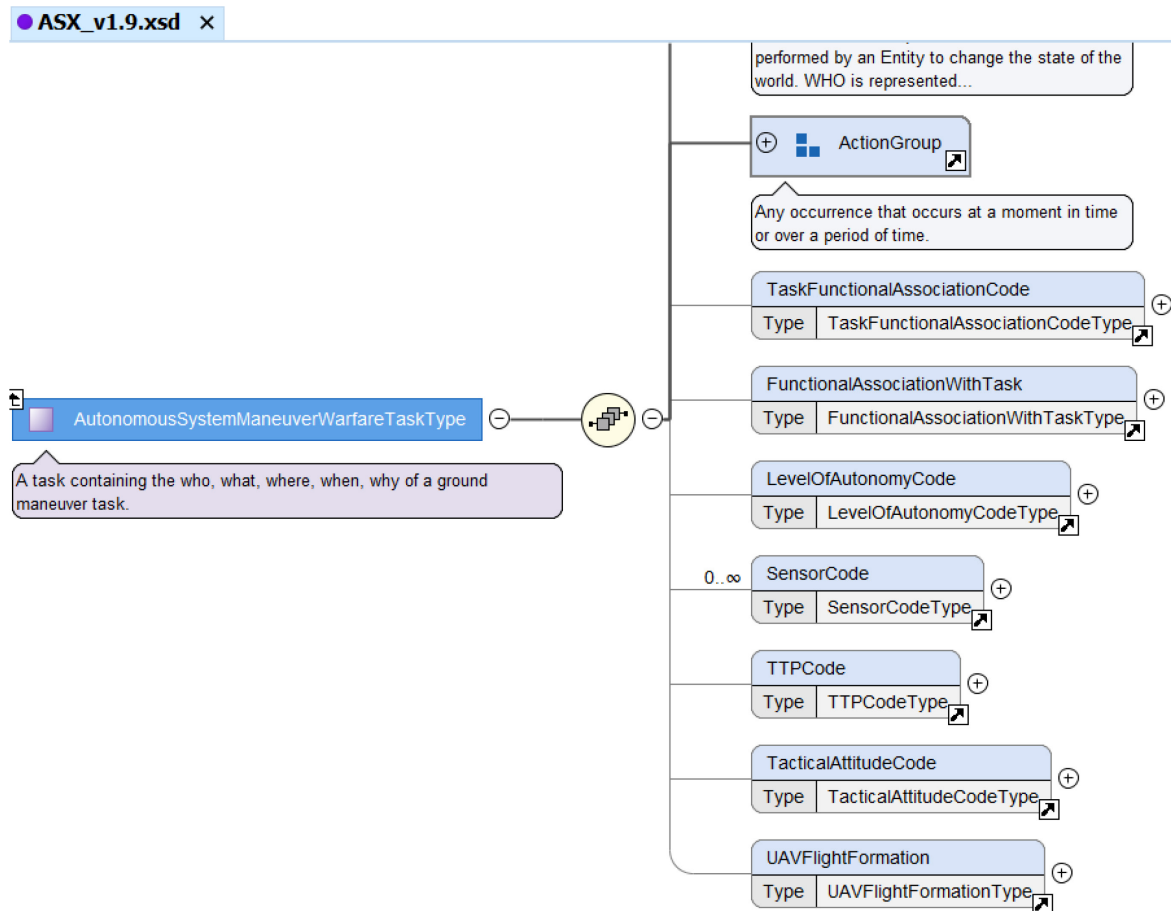 ASX_v1.9.xsd ×
performed by an Entity to change the state of the
world. WHO is represented...
ActionGroup
Any occurrence that occurs at a moment in time
or over a period of time.
TaskFunctionalAssociationCode
Type TaskFunctionalAssociationCodeType
FunctionalAssociationWithTask
Type FunctionalAssociationWithTaskType
AutonomousSystemManeuverWarfareTaskType
A task containing the who, what, where, when, why of a ground
maneuver task.
LevelOfAutonomyCode
Type LevelOfAutonomyCodeType
0..∞
SensorCode
Type SensorCodeType
TTPCode
Type TTPCodeType
TacticalAttitudeCode
Type TacticalAttitudeCodeType
UAVFlightFormation
Type UAVFlightFormationType